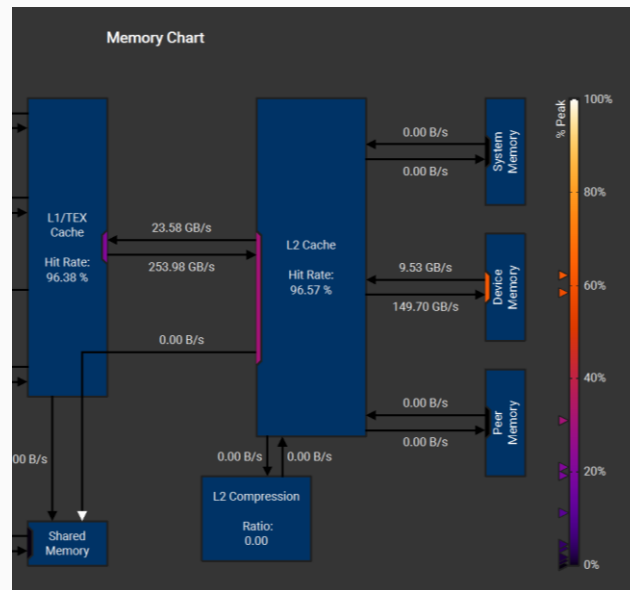 Memory Chart
L1/TEX
Cache
Hit Rate:
96.38 %
23.58 GB/s
253.98 GB/s
0.00 B/s
L2 Cache
Hit Rate:
96.57 %
0.00 B/s
0.00 B/s
System
Memory
9.53 GB/s
149.70 GB/s
Device
Memory
0.00 B/s
0.00 B/s
Peer
Memory
00 B/s
0.00 B/s
0.00 B/s
L2 Compression
Ratio:
0.00
Shared
Memory
% Peak
100%
80%
60%
40%
20%
0%